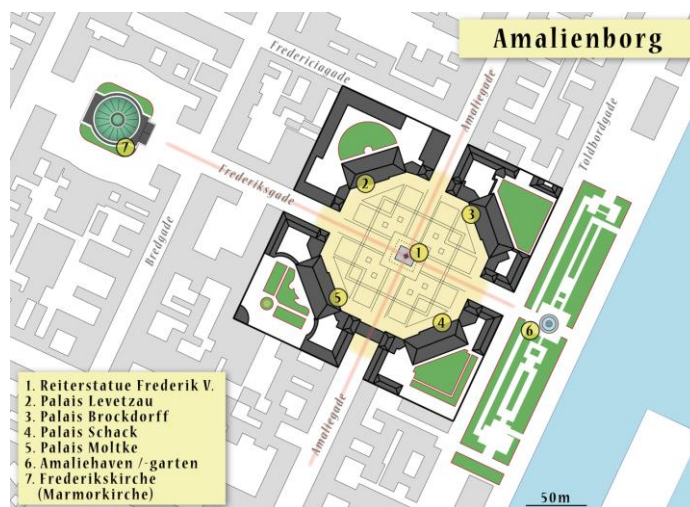 Amalienborg
Fredericiagade
Amaliegade
Toldbordgade
7
2
Frederiksgade
3
1
Bredgade
5
4
6
Amaliegade
1. Reiterstatue Frederik V.
2. Palais Levetzau
3. Palais Brockdorff
4. Palais Schack
5. Palais Moltke
6. Amaliehaven /-garten
7. Frederikskirche
(Marmorkirche)
50m